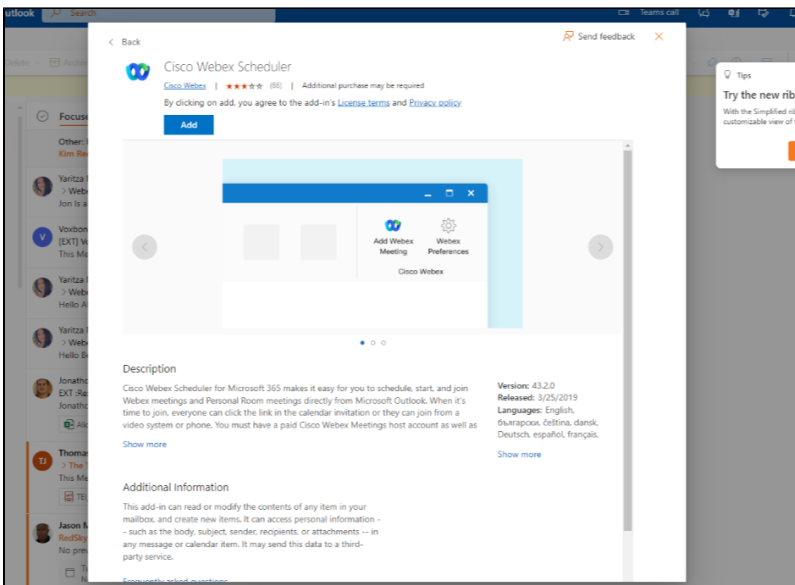 utlook
Search
Teams call
Back
Send feedback
Cisco Webex Scheduler
Cisco Webex | ★★★☆☆ (66) | Additional purchase may be required
By clicking on add, you agree to the add-in's License terms and Privacy policy
Add
Tips
Try the new rib
With the Simplified rib
customizable view of t
Delete
Archiv
Focuse
Other:
Kim Re
Yaritza
> Web
Jon Is a
V
Voxbon
[EXT] Vo
This Me
Yaritza
> Web
Hello A
Yaritza
> Web
Hello B
Jonatho
EXT :Re
Jonatho
TJ
Thomas
> The
This Me
Jason M
RedSky
No prev
Add Webex Meeting
Webex Preferences
Cisco Webex
Description
Cisco Webex Scheduler for Microsoft 365 makes it easy for you to schedule, start, and join
Webex meetings and Personal Room meetings directly from Microsoft Outlook. When it's
time to join, everyone can click the link in the calendar invitation or they can join from a
video system or phone. You must have a paid Cisco Webex Meetings host account as well as
Show more
Version: 43.2.0
Released: 3/25/2019
Languages: English,
български, čeština, dansk,
Deutsch, español, français,
Show more
Additional Information
This add-in can read or modify the contents of any item in your
mailbox, and create new items. It can access personal information -
- such as the body, subject, sender, recipients, or attachments -- in
any message or calendar item. It may send this data to a third-
party service.
Frequently asked questions